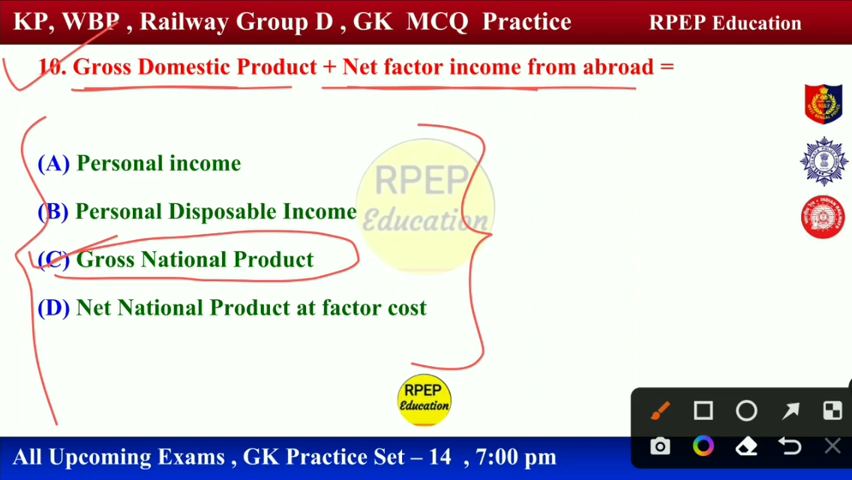 KP, WBP , Railway Group D , GK MCQ Practice
RPEP Education
10. Gross Domestic Product + Net factor income from abroad =
(A) Personal income
(B) Personal Disposable Income
(C) Gross National Product
(D) Net National Product at factor cost
RPEP
Education
RPEP
Education
All Upcoming Exams , GK Practice Set – 14 , 7:00 pm